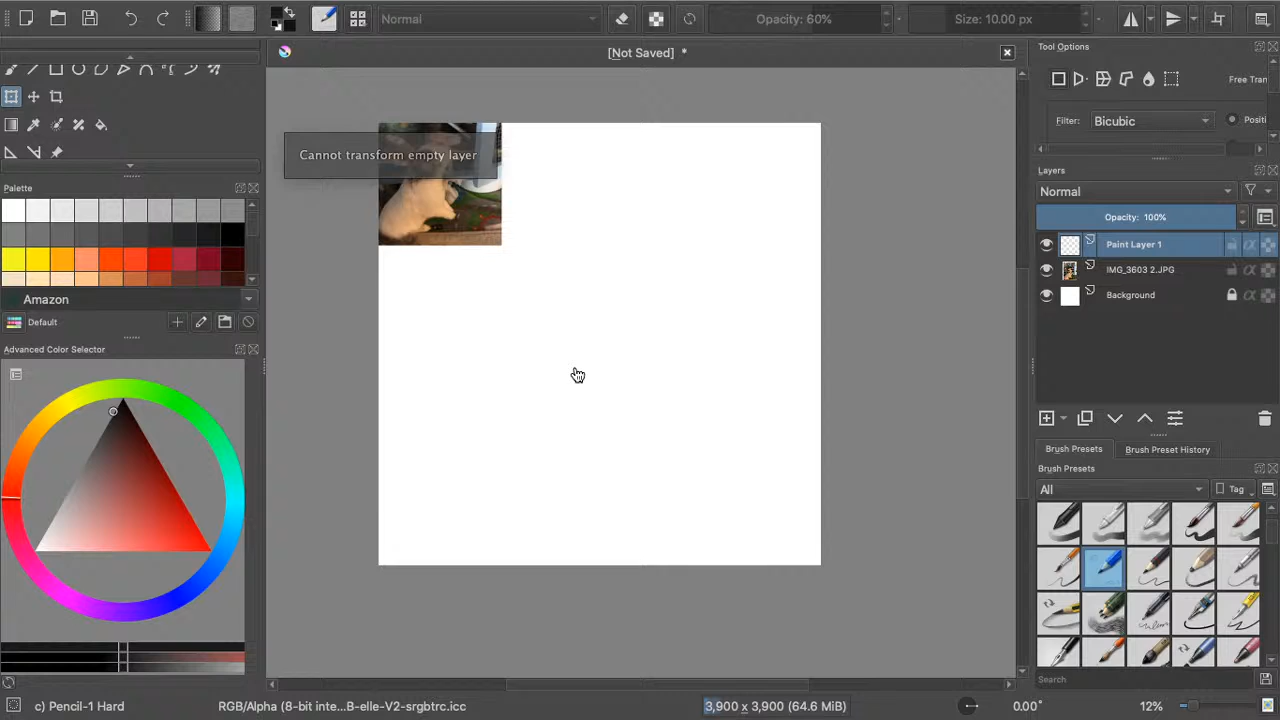 Normal
Opacity: 60%
Size: 10.00 px
[Not Saved] *
Tool Options
Free Tran
Filter: Bicubic
Positi
Cannot transform empty layer
Palette
Amazon
Default
Advanced Color Selector
Layers
Normal
Opacity: 100%
Paint Layer 1
IMG_3603 2.JPG
Background
Brush Presets
Brush Preset History
Brush Presets
All
Tag
Search
c) Pencil-1 Hard
RGB/Alpha (8-bit inte...B-elle-V2-srgbtrc.icc
3,900 x 3,900 (64.6 MiB)
0.00°
12%